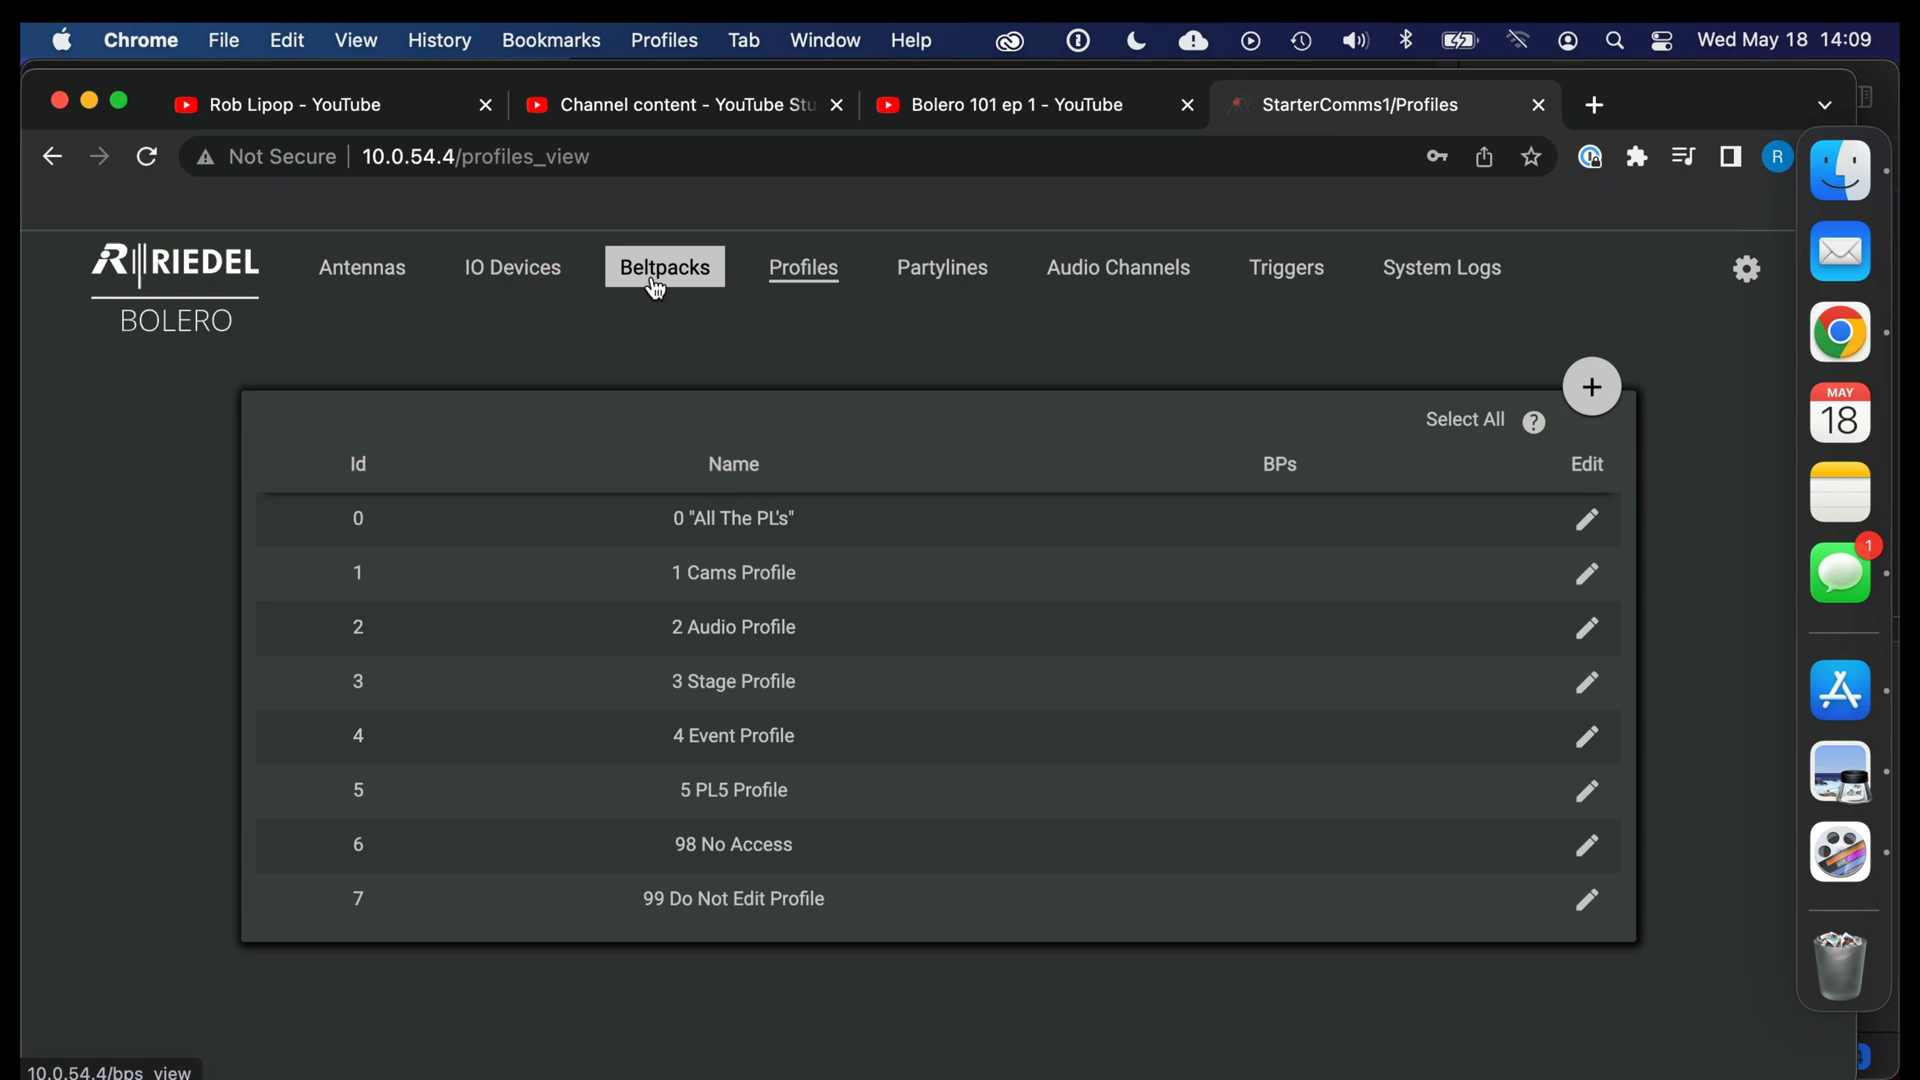 Chrome File Edit View History Bookmarks Profiles Tab Window Help Wed May 18 14:09
Rob Lipop - YouTube
Channel content - YouTube Stu
Bolero 101 ep 1 - YouTube
StarterComms1/Profiles
Not Secure 10.0.54.4/profiles_view
R
RIEDEL
BOLERO
Antennas IO Devices Beltpacks Profiles Partylines Audio Channels Triggers System Logs
+
Select All ?
Id Name BPs Edit
0 0 "All The PL's"
1 1 Cams Profile
2 2 Audio Profile
3 3 Stage Profile
4 4 Event Profile
5 5 PL5 Profile
6 98 No Access
7 99 Do Not Edit Profile
MAY
18
1
10.0.54.4/bps_view